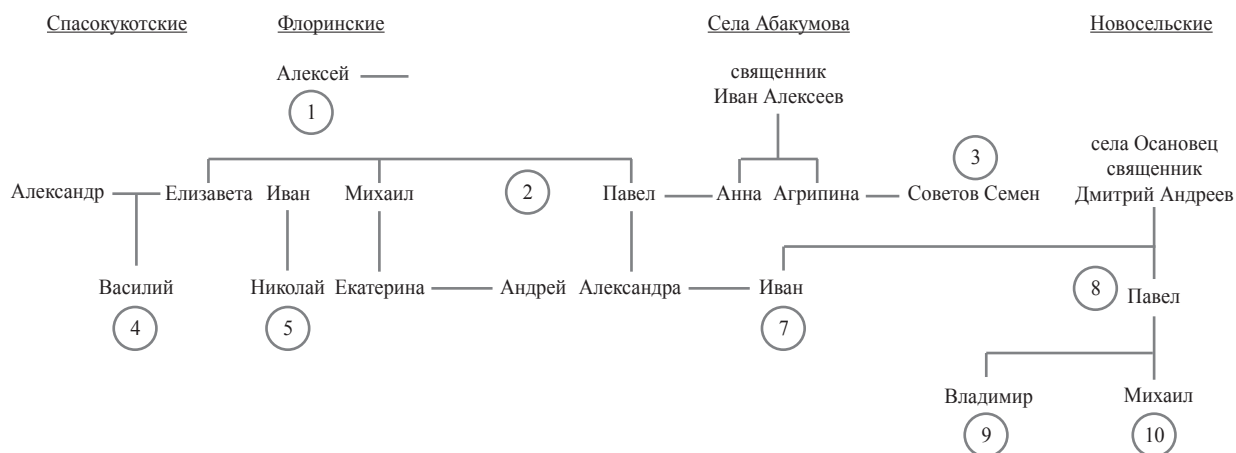 Спасокукотские Флоринские Села Абакумова Новосельские
Алексей
священник
Иван Алексеев
1
села Осановец
священник
Дмитрий Андреев
3
Александр Елизавета Иван Михаил 2 Павел Анна Агрипина Советов Семен
Василий Николай Екатерина Андрей Александра Иван 8 Павел
4 5 7
Владимир Михаил
9 10